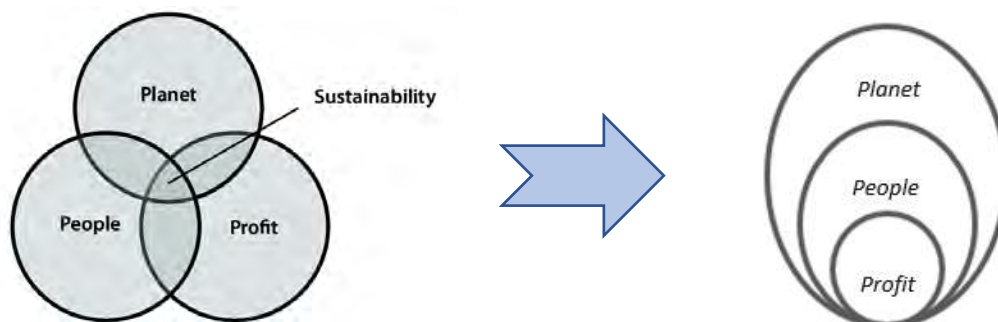 Planet
Sustainability
People
Profit
Planet
People
Profit